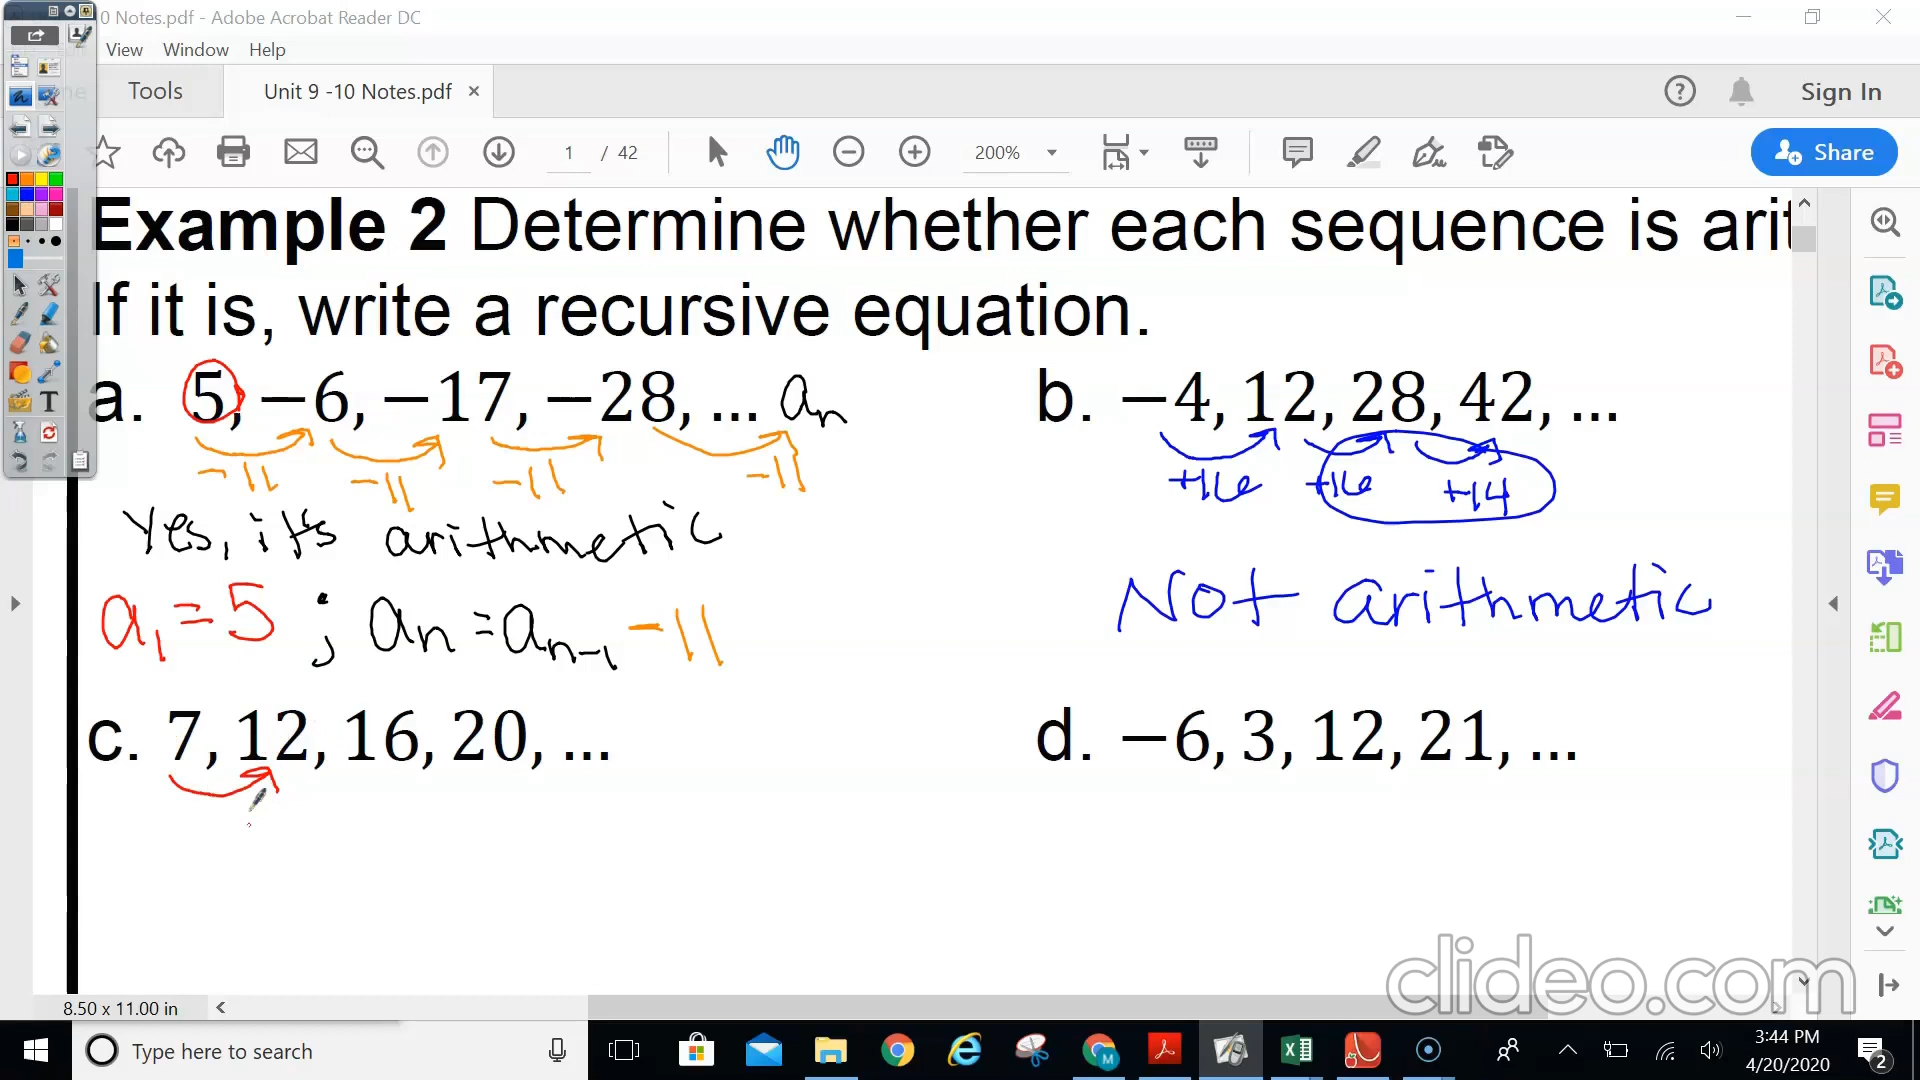 0 Notes.pdf - Adobe Acrobat Reader DC
View Window Help
Tools Unit 9 -10 Notes.pdf × Sign In
1 / 42 200% Share
Example 2 Determine whether each sequence is arit
If it is, write a recursive equation.
a. 5, −6, −17, −28, ... aₙ
-11 -11 -11 -11
Yes, it's arithmetic
a₁ = 5 ; aₙ = aₙ₋₁ - 11
b. −4, 12, 28, 42, ...
+16 +16 +14
Not arithmetic
c. 7, 12, 16, 20, ...
d. −6, 3, 12, 21, ...
clideo.com
8.50 x 11.00 in
Type here to search
3:44 PM
4/20/2020
2